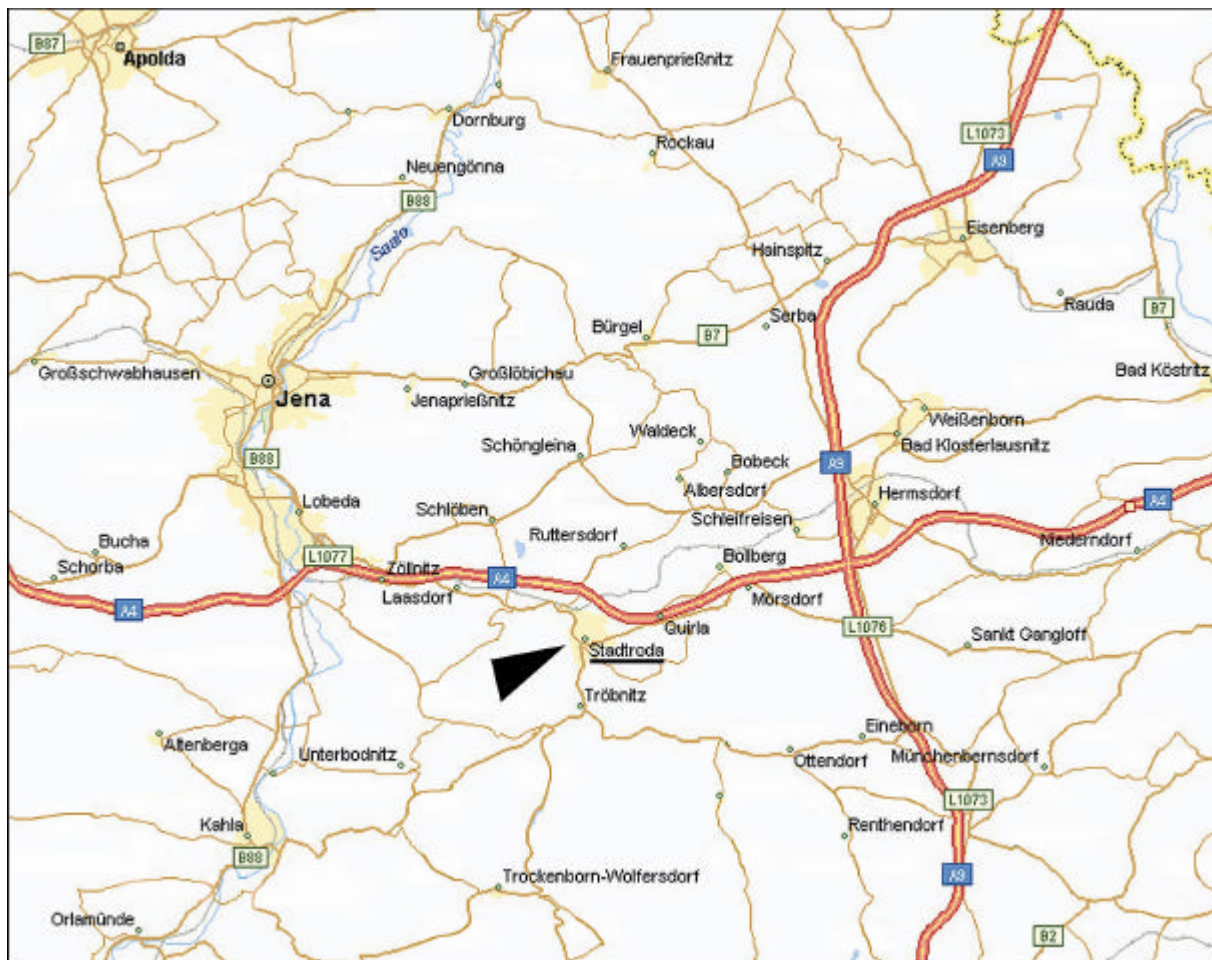 B87
Apolda
Frauenprießnitz
Dornburg
L1073
Rockau
A9
Neuengönna
B88
Saale
Eisenberg
Hainspitz
Rauda
B7
Serba
Bürgel
B7
Großschwabhausen
Jena
Großlöbichau
Jenaprießnitz
Bad Köstritz
Weißenborn
Waldeck
Bad Klosterlausnitz
Schöngleina
B88
A9
Bobeck
Albersdorf
Hermsdorf
A4
Lobeda
Schlöben
Schleifreisen
Ruttersdorf
Niederndorf
Bucha
L1077
Bollberg
Schorba
Zöllnitz
A4
Laasdorf
Mörsdorf
A4
Quirla
L1076
Sankt Gangloff
Stadtroda
Tröbnitz
Eineborn
Altenberga
Unterbodnitz
Ottendorf
Münchenbernsdorf
L1073
Kahla
Renthendorf
B88
Trockenborn-Wolfersdorf
A9
Orlamünde
B2